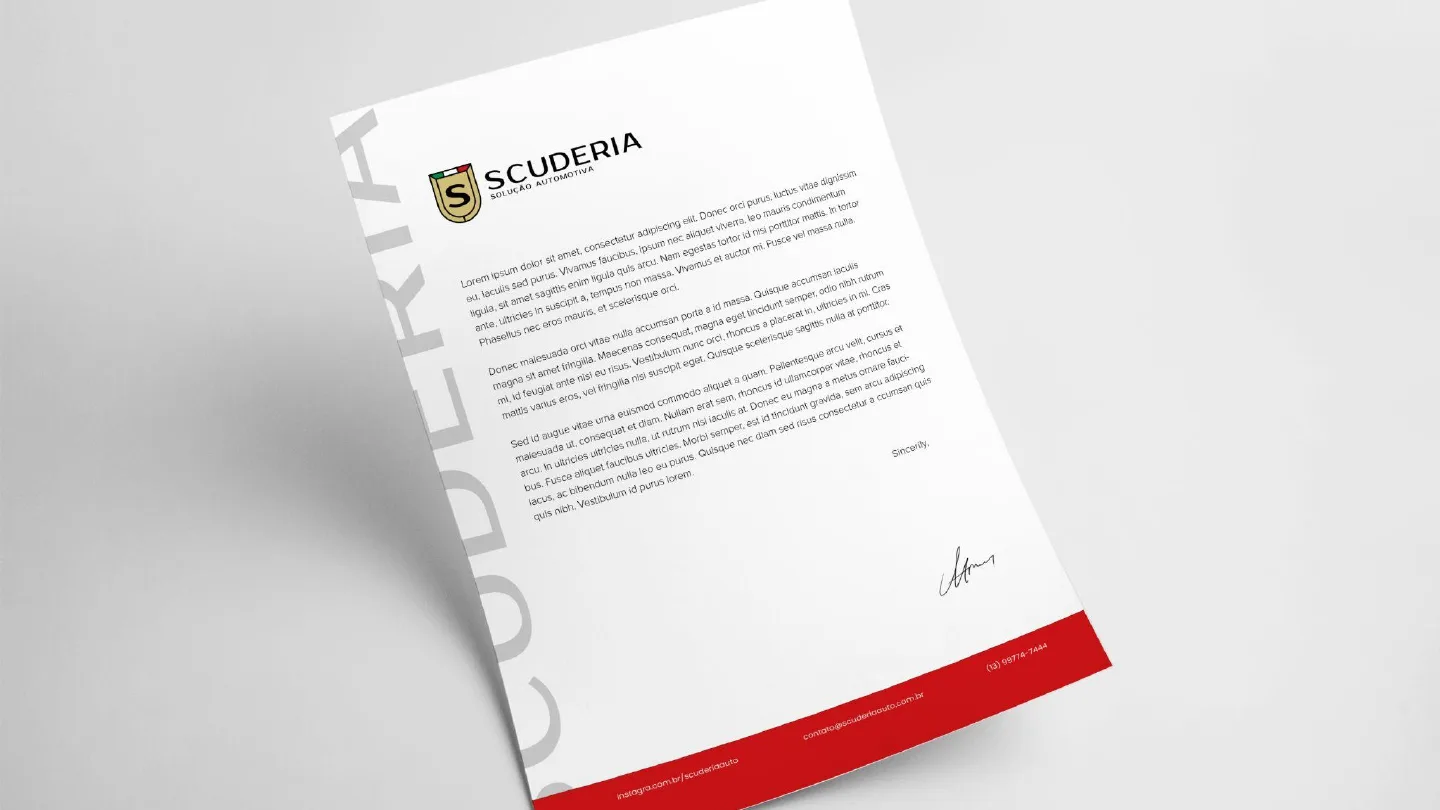 SCUDERIA
S
SCUDERIA
SOLUÇÃO AUTOMOTIVA
Lorem ipsum dolor sit amet, consectetur adipiscing elit. Donec orci purus, luctus vitae dignissim
eu, iaculis sed purus. Vivamus faucibus, ipsum nec aliquet viverra, leo mauris condimentum
ligula, sit amet sagittis enim ligula quis arcu. Nam egestas tortor id nisi porttitor mattis. In tortor
ante, ultricies in suscipit a, tempus non massa. Vivamus et auctor mi. Fusce vel massa nulla.
Phasellus nec eros mauris, et scelerisque orci.
Donec malesuada orci vitae nulla accumsan porta a id massa. Quisque accumsan iaculis
magna sit amet fringilla. Maecenas consequat, magna eget tincidunt semper, odio nibh rutrum
mi, id feugiat ante nisi eu risus. Vestibulum nunc orci, rhoncus a placerat in, ultricies in mi. Cras
mattis varius eros, vel fringilla nisi suscipit eget. Quisque scelerisque sagittis nulla at porttitor.
Sed id augue vitae urna euismod commodo aliquet a quam. Pellentesque arcu velit, cursus et
malesuada ut, consequat et diam. Nullam erat sem, rhoncus id ullamcorper vitae, rhoncus et
arcu. In ultricies ultricies nulla, ut rutrum nisi iaculis at. Donec eu magna a metus ornare fauci-
bus. Fusce aliquet faucibus ultricies. Morbi semper, est id tincidunt gravida, sem arcu adipiscing
lacus, ac bibendum nulla leo eu purus. Quisque nec diam sed risus consectetur a ccumsan quis
quis nibh. Vestibulum id purus lorem.
Sincerily,
instagra.com.br/scuderiaauto
contato@scuderiaauto.com.br
(13) 99774-7444